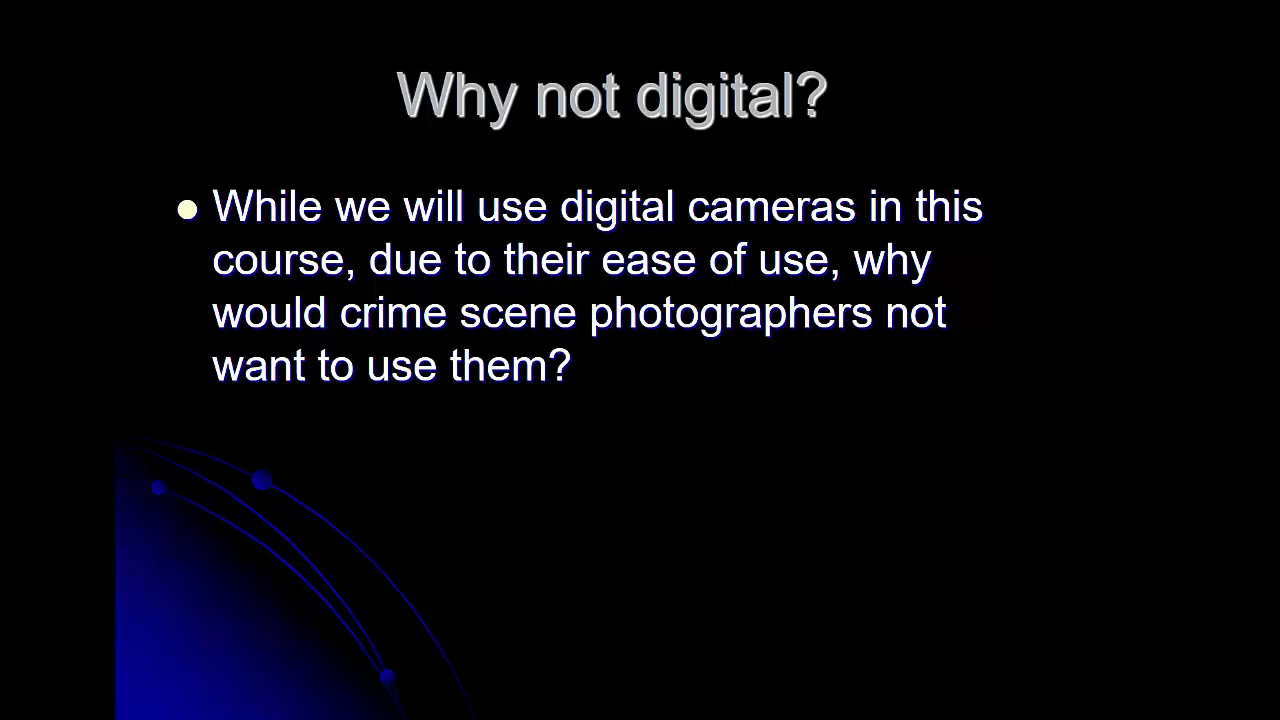 Why not digital?
While we will use digital cameras in this
course, due to their ease of use, why
would crime scene photographers not
want to use them?